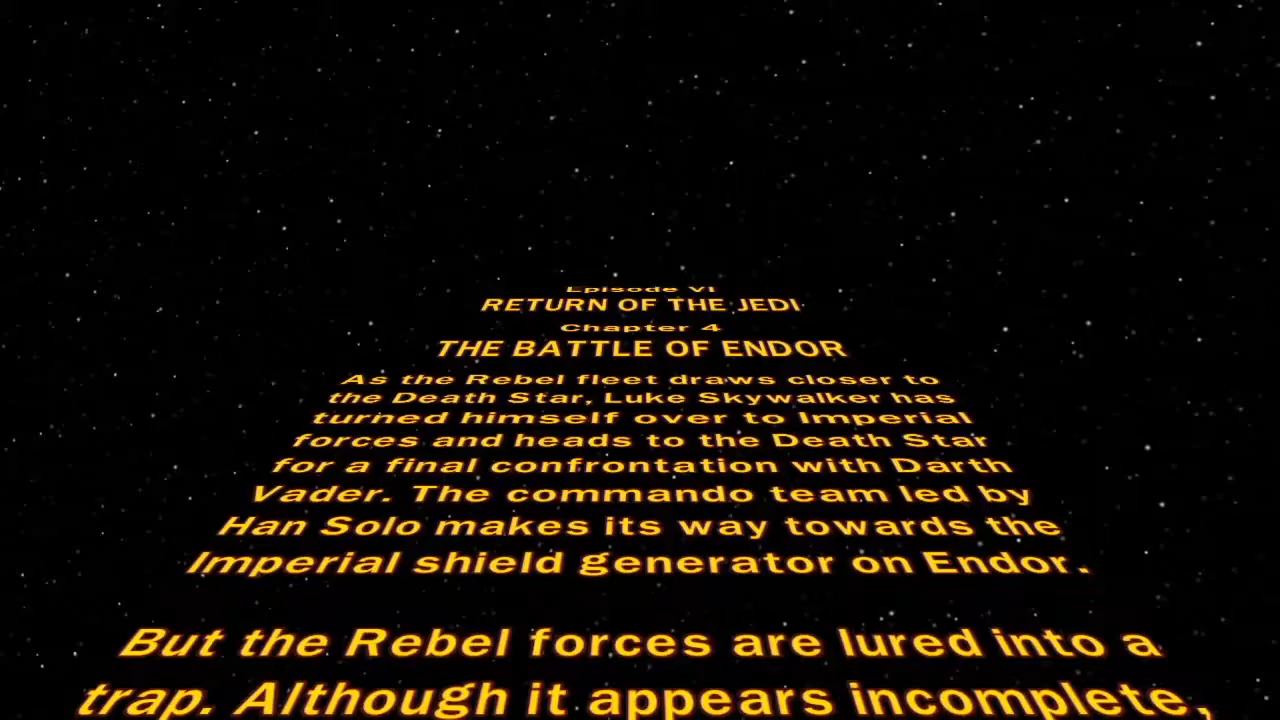 Episode VI
RETURN OF THE JEDI
Chapter 4
THE BATTLE OF ENDOR
As the Rebel fleet draws closer to
the Death Star, Luke Skywalker has
turned himself over to Imperial
forces and heads to the Death Star
for a final confrontation with Darth
Vader. The commando team led by
Han Solo makes its way towards the
Imperial shield generator on Endor.
But the Rebel forces are lured into a
trap. Although it appears incomplete,